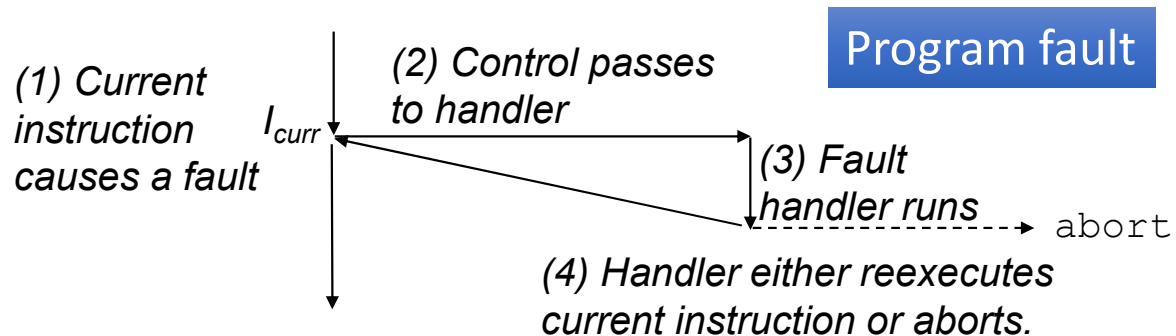 Program fault
(1) Current
instruction
causes a fault
I_curr
(2) Control passes
to handler
(3) Fault
handler runs
abort
(4) Handler either reexecutes
current instruction or aborts.